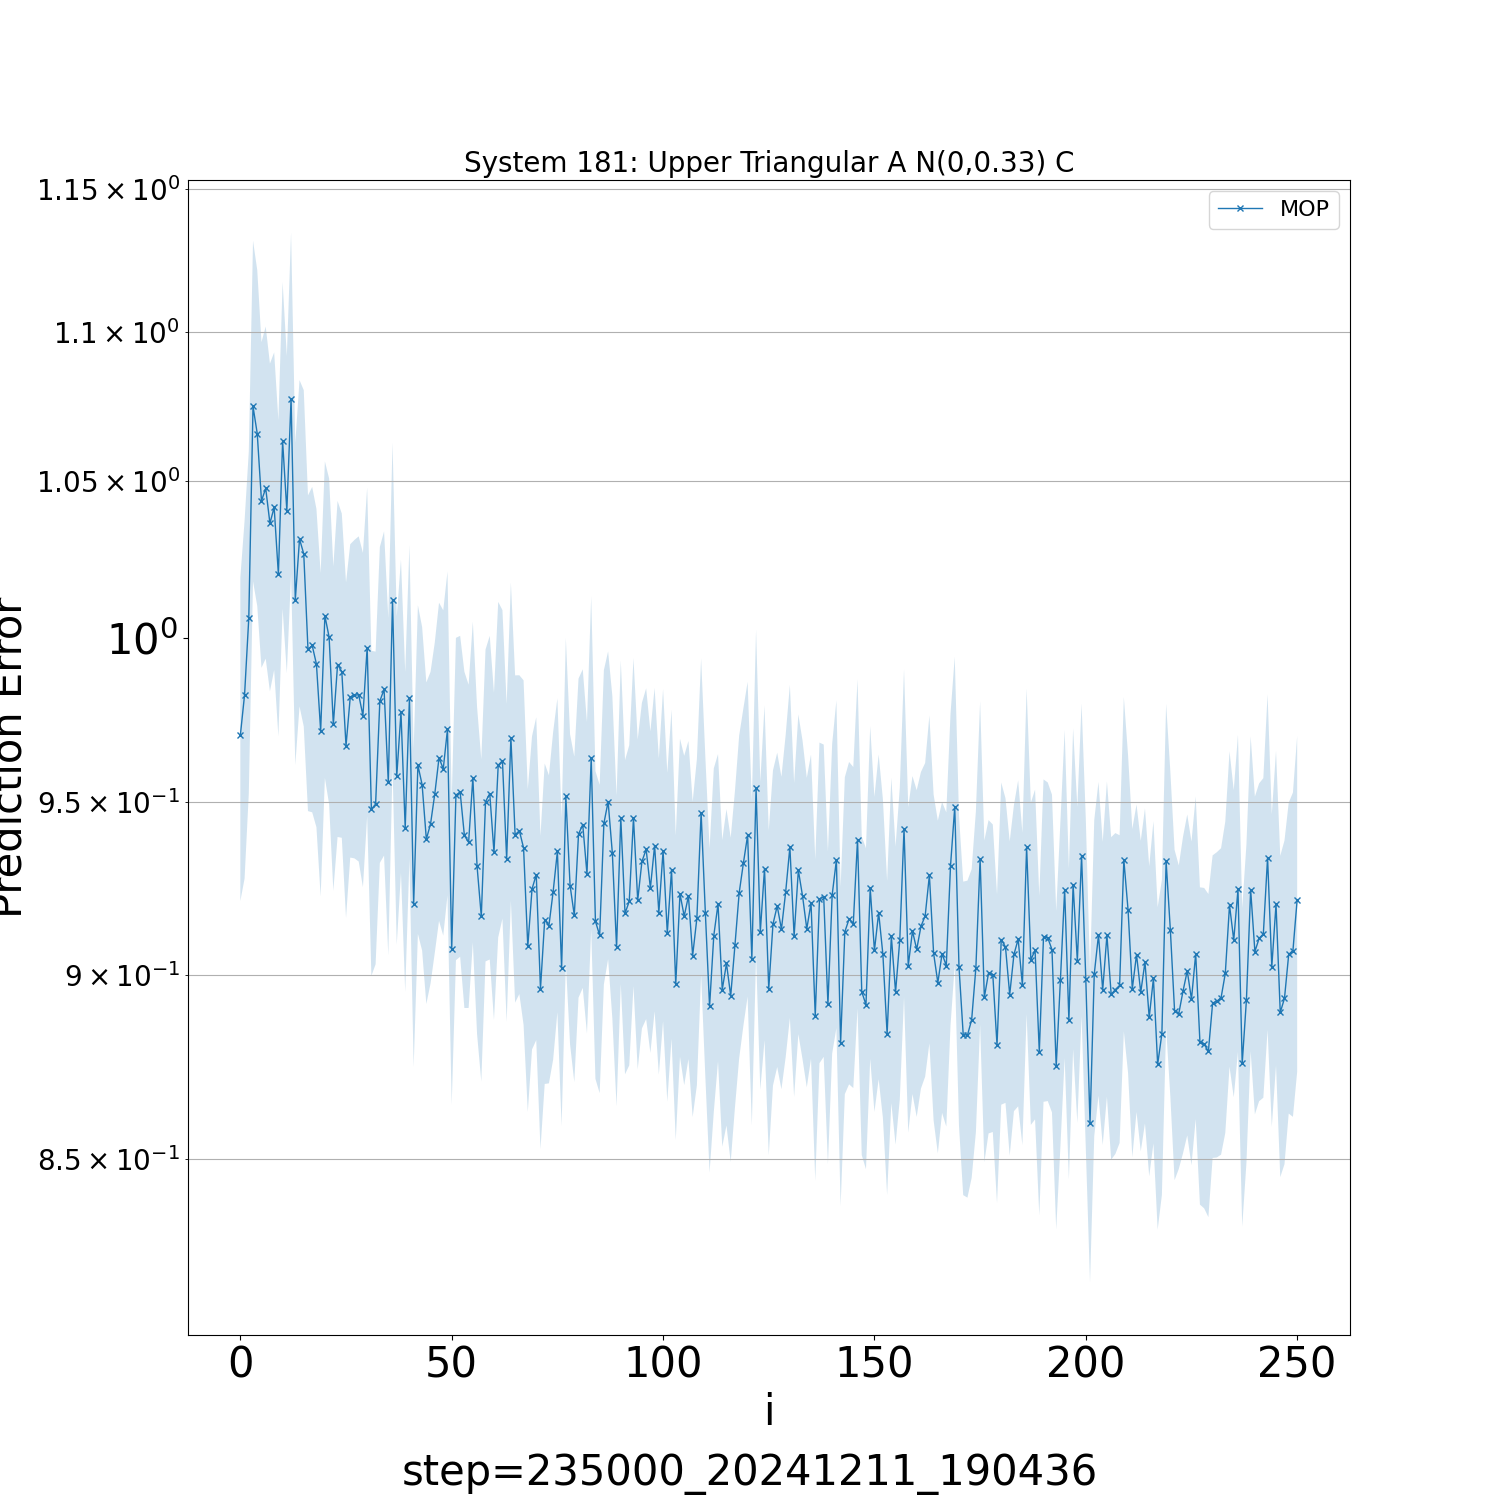 System 181: Upper Triangular A N(0,0.33) C
1.15 × 10⁰
1.1 × 10⁰
1.05 × 10⁰
10⁰
9.5 × 10⁻¹
9 × 10⁻¹
8.5 × 10⁻¹
Prediction Error
MOP
0 50 100 150 200 250
i
step=235000_20241211_190436